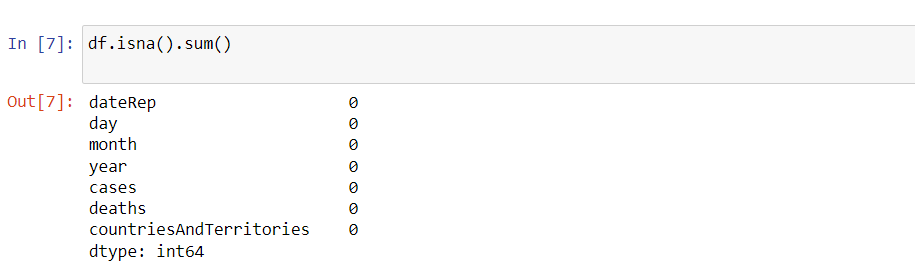 In [7]: df.isna().sum()
Out[7]: dateRep 0
day 0
month 0
year 0
cases 0
deaths 0
countriesAndTerritories 0
dtype: int64